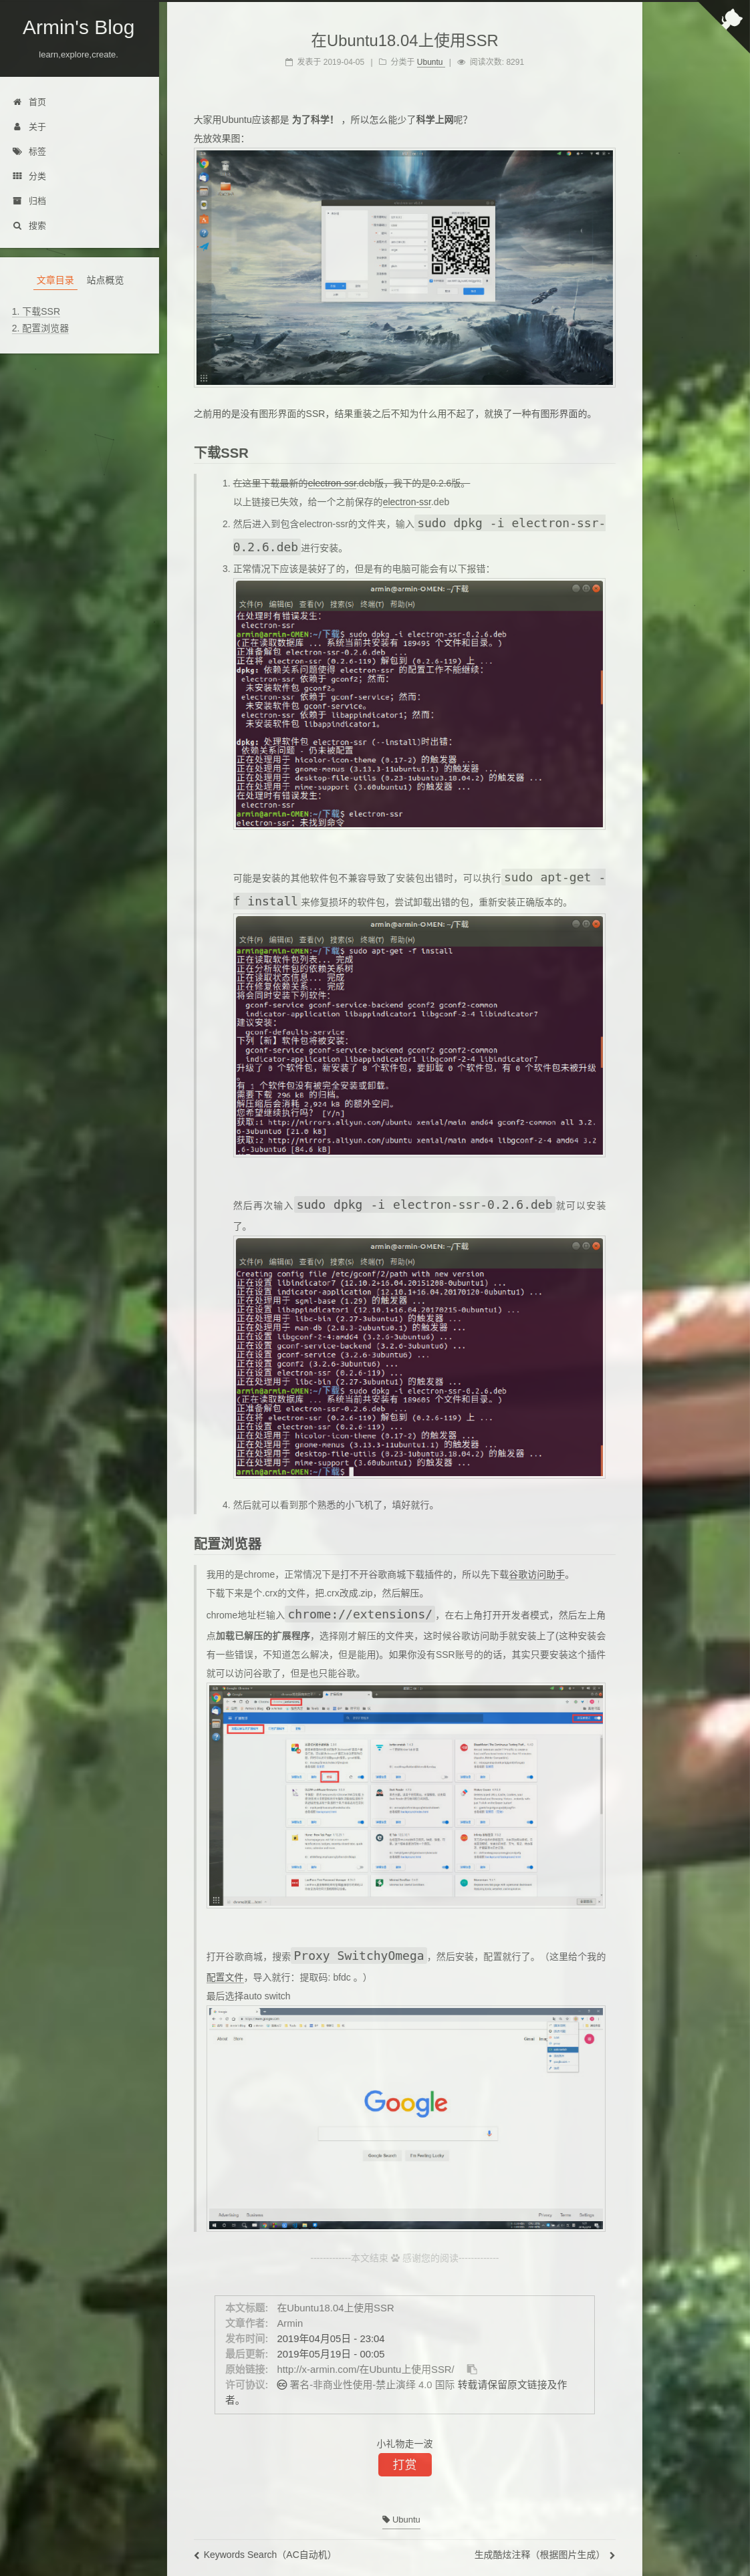 Armin's Blog
learn,explore,create.
首页
关于
标签
分类
归档
搜索
文章目录 站点概览
1. 下载SSR
2. 配置浏览器
在Ubuntu18.04上使用SSR
发表于 2019-04-05 | 分类于 Ubuntu | 阅读次数: 8291
大家用Ubuntu应该都是 为了科学! ，所以怎么能少了科学上网呢?
先放效果图:
之前用的是没有图形界面的SSR，结果重装之后不知为什么用不起了，就换了一种有图形界面的。
下载SSR
1. 在这里下载最新的electron-ssr.deb版，我下的是0.2.6版。
以上链接已失效，给一个之前保存的electron-ssr.deb
2. 然后进入到包含electron-ssr的文件夹，输入 sudo dpkg -i electron-ssr-
0.2.6.deb 进行安装。
3. 正常情况下应该是装好了的，但是有的电脑可能会有以下报错：
armin@armin-OMEN: ~/下载
文件(F) 编辑(E) 查看(V) 搜索(S) 终端(T) 帮助(H)
在处理时有错误发生：
electron-ssr
armin@armin-OMEN:~/下载$ sudo dpkg -i electron-ssr-0.2.6.deb
(正在读取数据库 ... 系统当前共安装有 189495 个文件和目录。)
正准备解包 electron-ssr-0.2.6.deb ...
正在将 electron-ssr (0.2.6-119) 解包到 (0.2.6-119) 上 ...
dpkg: 依赖关系问题使得 electron-ssr 的配置工作不能继续：
electron-ssr 依赖于 gconf2；然而：
未安装软件包 gconf2。
electron-ssr 依赖于 gconf-service；然而：
未安装软件包 gconf-service。
electron-ssr 依赖于 libappindicator1；然而：
未安装软件包 libappindicator1。
dpkg: 处理软件包 electron-ssr (--install)时出错：
依赖关系问题 - 仍未被配置
正在处理用于 hicolor-icon-theme (0.17-2) 的触发器 ...
正在处理用于 gnome-menus (3.13.3-11ubuntu1.1) 的触发器 ...
正在处理用于 desktop-file-utils (0.23-1ubuntu3.18.04.2) 的触发器 ...
正在处理用于 mime-support (3.60ubuntu1) 的触发器 ...
在处理时有错误发生：
electron-ssr
armin@armin-OMEN:~/下载$ electron-ssr
electron-ssr：未找到命令
可能是安装的其他软件包不兼容导致了安装包出错时，可以执行 sudo apt-get -
f install 来修复损坏的软件包，尝试卸载出错的包，重新安装正确版本的。
armin@armin-OMEN: ~/下载
文件(F) 编辑(E) 查看(V) 搜索(S) 终端(T) 帮助(H)
armin@armin-OMEN:~/下载$ sudo apt-get -f install
正在读取软件包列表... 完成
正在分析软件包的依赖关系树
正在读取状态信息... 完成
正在修复依赖关系... 完成
将会同时安装下列软件：
gconf-service gconf-service-backend gconf2 gconf2-common
indicator-application libappindicator1 libgconf-2-4 libindicator7
建议安装：
gconf-defaults-service
下列【新】软件包将被安装：
gconf-service gconf-service-backend gconf2 gconf2-common
indicator-application libappindicator1 libgconf-2-4 libindicator7
升级了 0 个软件包，新安装了 8 个软件包，要卸载 0 个软件包，有 0 个软件包未被升级
。
有 1 个软件包没有被完全安装或卸载。
需要下载 296 kB 的归档。
解压缩后会消耗 2,924 kB 的额外空间。
您希望继续执行吗？ [Y/n]
获取:1 http://mirrors.aliyun.com/ubuntu xenial/main amd64 gconf2-common all 3.2.
6-3ubuntu6 [21.0 kB]
获取:2 http://mirrors.aliyun.com/ubuntu xenial/main amd64 libgconf-2-4 amd64 3.2
.6-3ubuntu6 [84.6 kB]
然后再次输入 sudo dpkg -i electron-ssr-0.2.6.deb 就可以安装
了。
armin@armin-OMEN: ~/下载
文件(F) 编辑(E) 查看(V) 搜索(S) 终端(T) 帮助(H)
Creating config file /etc/gconf/2/path with new version
正在设置 libindicator7 (12.10.2+16.04.20151208-0ubuntu1) ...
正在设置 indicator-application (12.10.1+16.04.20170120-0ubuntu1) ...
正在处理用于 sgml-base (1.29) 的触发器 ...
正在设置 libappindicator1 (12.10.1+16.04.20170215-0ubuntu1) ...
正在处理用于 libc-bin (2.27-3ubuntu1) 的触发器 ...
正在处理用于 man-db (2.8.3-2ubuntu0.1) 的触发器 ...
正在设置 libgconf-2-4:amd64 (3.2.6-3ubuntu6) ...
正在设置 gconf-service-backend (3.2.6-3ubuntu6) ...
正在设置 gconf-service (3.2.6-3ubuntu6) ...
正在设置 gconf2 (3.2.6-3ubuntu6) ...
正在设置 electron-ssr (0.2.6-119) ...
正在处理用于 libc-bin (2.27-3ubuntu1) 的触发器 ...
armin@armin-OMEN:~/下载$ sudo dpkg -i electron-ssr-0.2.6.deb
(正在读取数据库 ... 系统当前共安装有 189605 个文件和目录。)
正准备解包 electron-ssr-0.2.6.deb ...
正在将 electron-ssr (0.2.6-119) 解包到 (0.2.6-119) 上 ...
正在设置 electron-ssr (0.2.6-119) ...
正在处理用于 hicolor-icon-theme (0.17-2) 的触发器 ...
正在处理用于 gnome-menus (3.13.3-11ubuntu1.1) 的触发器 ...
正在处理用于 desktop-file-utils (0.23-1ubuntu3.18.04.2) 的触发器 ...
正在处理用于 mime-support (3.60ubuntu1) 的触发器 ...
armin@armin-OMEN:~/下载$
4. 然后就可以看到那个熟悉的小飞机了，填好就行。
配置浏览器
我用的是chrome，正常情况下是打不开谷歌商城下载插件的，所以先下载谷歌访问助手。
下载下来是个.crx的文件，把.crx改成.zip，然后解压。
chrome地址栏输入 chrome://extensions/ ，在右上角打开开发者模式，然后左上角
点加载已解压的扩展程序，选择刚才解压的文件夹，这时候谷歌访问助手就安装上了(这种安装会
有一些错误，不知道怎么解决，但是能用)。如果你没有SSR账号的的话，其实只要安装这个插件
就可以访问谷歌了，但是也只能谷歌。
打开谷歌商城，搜索 Proxy SwitchyOmega ，然后安装，配置就行了。（这里给个我的
配置文件，导入就行：提取码: bfdc 。）
最后选择auto switch
Google
Google Search I'm Feeling Lucky
Advertising Business Privacy Terms Settings
-------------本文结束 感谢您的阅读-------------
本文标题: 在Ubuntu18.04上使用SSR
文章作者: Armin
发布时间: 2019年04月05日 - 23:04
最后更新: 2019年05月19日 - 00:05
原始链接: http://x-armin.com/在Ubuntu上使用SSR/
许可协议: 署名-非商业性使用-禁止演绎 4.0 国际 转载请保留原文链接及作
者。
小礼物走一波
打赏
Ubuntu
Keywords Search（AC自动机） 生成酷炫注释（根据图片生成）